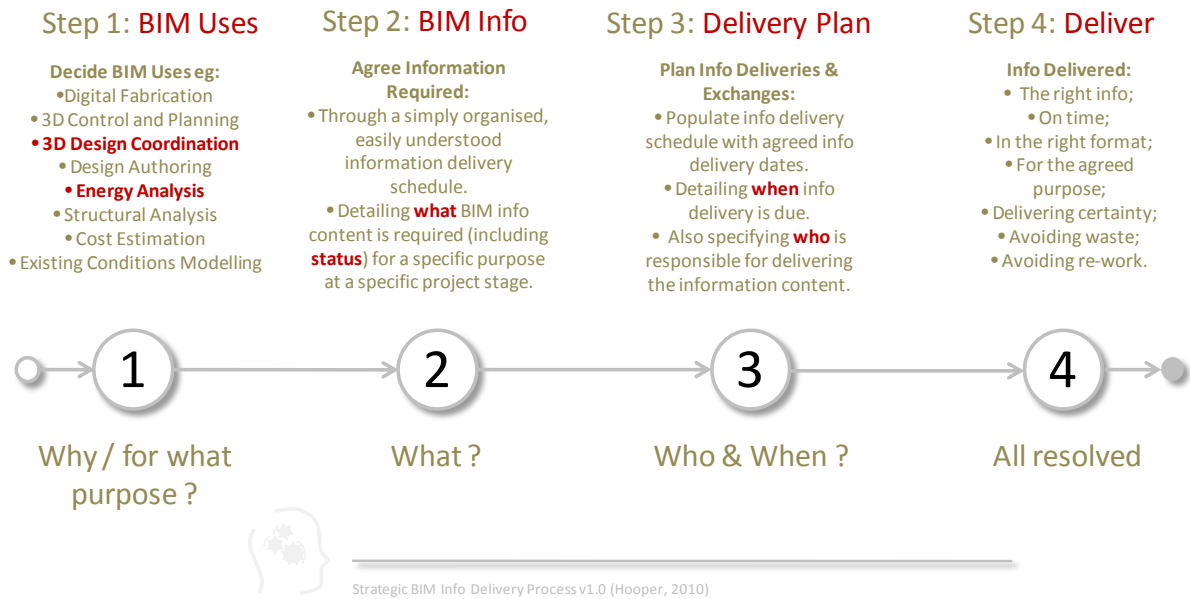 Step 1: BIM Uses
Decide BIM Uses eg:
•Digital Fabrication
• 3D Control and Planning
• 3D Design Coordination
• Design Authoring
• Energy Analysis
• Structural Analysis
• Cost Estimation
• Existing Conditions Modelling
Step 2: BIM Info
Agree Information
Required:
• Through a simply organised,
easily understood
information delivery
schedule.
• Detailing what BIM info
content is required (including
status) for a specific purpose
at a specific project stage.
Step 3: Delivery Plan
Plan Info Deliveries &
Exchanges:
• Populate info delivery
schedule with agreed info
delivery dates.
• Detailing when info
delivery is due.
• Also specifying who is
responsible for delivering
the information content.
Step 4: Deliver
Info Delivered:
• The right info;
• On time;
• In the right format;
• For the agreed
purpose;
• Delivering certainty;
• Avoiding waste;
• Avoiding re-work.
1
2
3
4
Why / for what
purpose ?
What ?
Who & When ?
All resolved
Strategic BIM Info Delivery Process v1.0 (Hooper, 2010)